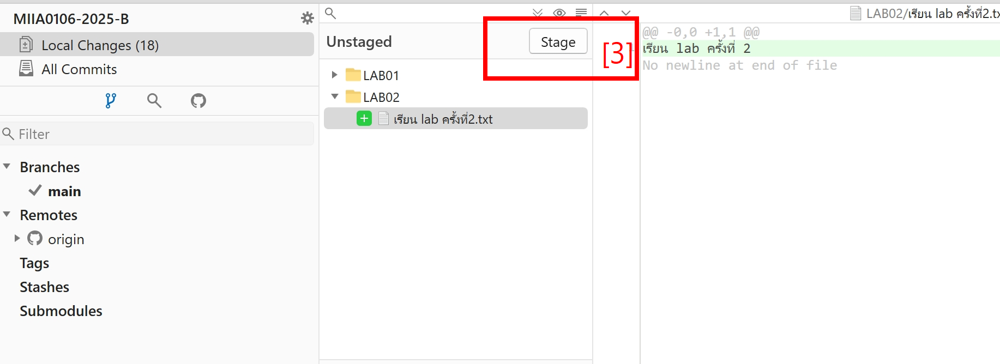 MIIA0106-2025-B
Local Changes (18)
All Commits
Filter
Branches
main
Remotes
origin
Tags
Stashes
Submodules
Unstaged
Stage
[3]
LAB01
LAB02
เรียน lab ครั้งที่2.txt
LAB02/เรียน lab ครั้งที่2.tx
@@ -0,0 +1,1 @@
เรียน lab ครั้งที่ 2
No newline at end of file